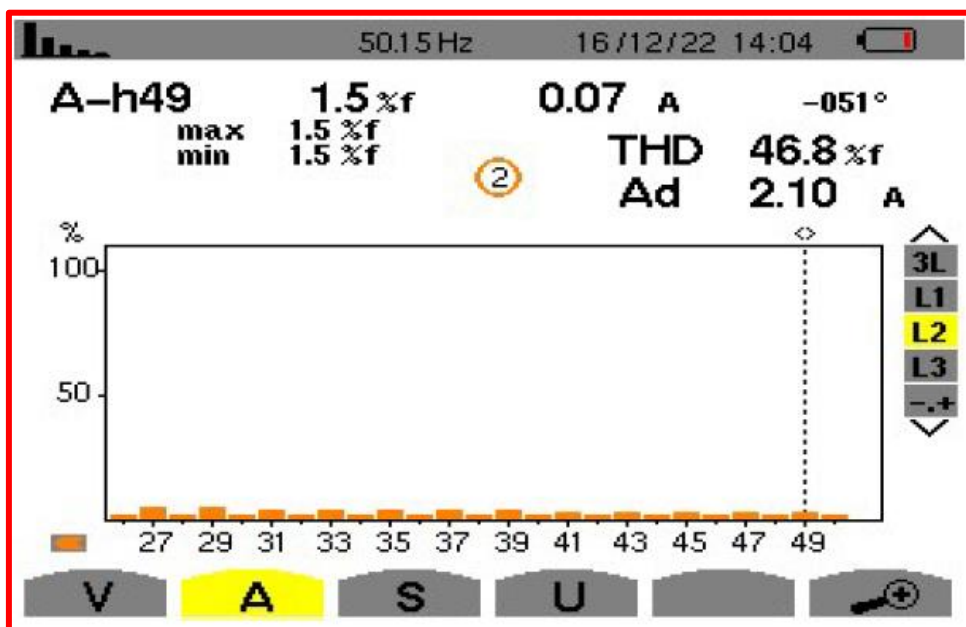 50.15 Hz 16/12/22 14:04
A-h49 1.5 %f 0.07 A -051°
max 1.5 %f
min 1.5 %f
THD 46.8 %f
2
Ad 2.10 A
%
100
50
3L
L1
L2
L3
-.+
27 29 31 33 35 37 39 41 43 45 47 49
V A S U